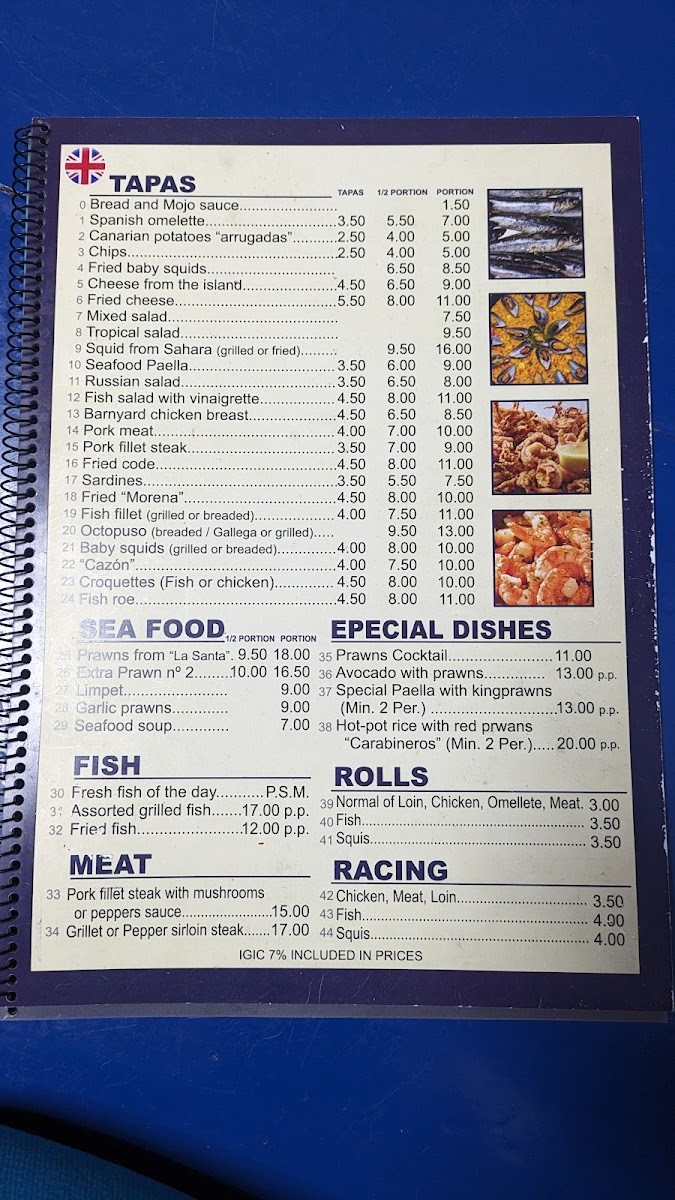 TAPAS
TAPAS 1/2 PORTION PORTION
0 Bread and Mojo sauce....................... 1.50
1 Spanish omelette..............................3.50 5.50 7.00
2 Canarian potatoes “arrugadas”..........2.50 4.00 5.00
3 Chips................................................2.50 4.00 5.00
4 Fried baby squids............................. 6.50 8.50
5 Cheese from the island.....................4.50 6.50 9.00
6 Fried cheese.....................................5.50 8.00 11.00
7 Mixed salad....................................... 7.50
8 Tropical salad.................................... 9.50
9 Squid from Sahara (grilled or fried)........ 9.50 16.00
10 Seafood Paella.................................3.50 6.00 9.00
11 Russian salad...................................3.50 6.50 8.00
12 Fish salad with vinaigrette.................4.50 8.00 11.00
13 Barnyard chicken breast....................4.50 6.50 8.50
14 Pork meat.........................................4.00 7.00 10.00
15 Pork fillet steak..................................3.50 7.00 9.00
16 Fried code........................................4.50 8.00 11.00
17 Sardines...........................................3.50 5.50 7.50
18 Fried “Morena”..................................4.50 8.00 10.00
19 Fish fillet (grilled or breaded)...................4.00 7.50 11.00
20 Octopuso (breaded / Gallega or grilled)..... 9.50 13.00
21 Baby squids (grilled or breaded).............4.00 8.00 10.00
22 “Cazón”............................................4.00 7.50 10.00
23 Croquettes (Fish or chicken).............4.50 8.00 10.00
24 Fish roe............................................4.50 8.00 11.00
SEA FOOD 1/2 PORTION PORTION
25 Prawns from “La Santa”. 9.50 18.00
26 Extra Prawn nº 2........10.00 16.50
27 Limpet........................ 9.00
28 Garlic prawns............. 9.00
29 Seafood soup............. 7.00
FISH
30 Fresh fish of the day...........P.S.M.
31 Assorted grilled fish.......17.00 p.p.
32 Fried fish........................12.00 p.p.
MEAT
33 Pork fillet steak with mushrooms
or peppers sauce.....................15.00
34 Grillet or Pepper sirloin steak......17.00
EPECIAL DISHES
35 Prawns Cocktail........................11.00
36 Avocado with prawns.............. 13.00 p.p.
37 Special Paella with kingprawns
(Min. 2 Per.) .............................13.00 p.p.
38 Hot-pot rice with red prwans
“Carabineros” (Min. 2 Per.).....20.00 p.p.
ROLLS
39 Normal of Loin, Chicken, Omellete, Meat. 3.00
40 Fish..................................................... 3.50
41 Squis................................................... 3.50
RACING
42 Chicken, Meat, Loin.............................. 3.50
43 Fish..................................................... 4.00
44 Squis................................................... 4.00
IGIC 7% INCLUDED IN PRICES